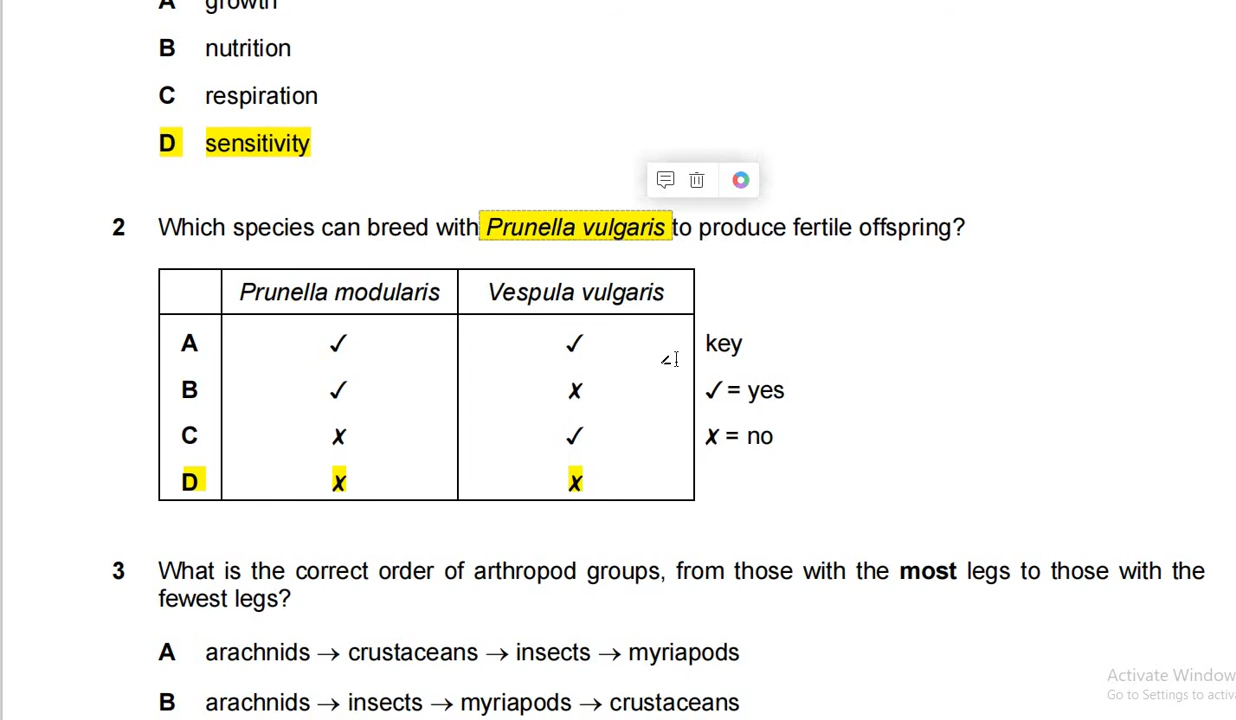 A growth
B nutrition
C respiration
D sensitivity
2 Which species can breed with Prunella vulgaris to produce fertile offspring?
Prunella modularis Vespula vulgaris
A ✓ ✓ key
B ✓ ✗ ✓ = yes
C ✗ ✓ ✗ = no
D ✗ ✗
3 What is the correct order of arthropod groups, from those with the most legs to those with the
fewest legs?
A arachnids → crustaceans → insects → myriapods
B arachnids → insects → myriapods → crustaceans
Activate Window
Go to Settings to activ